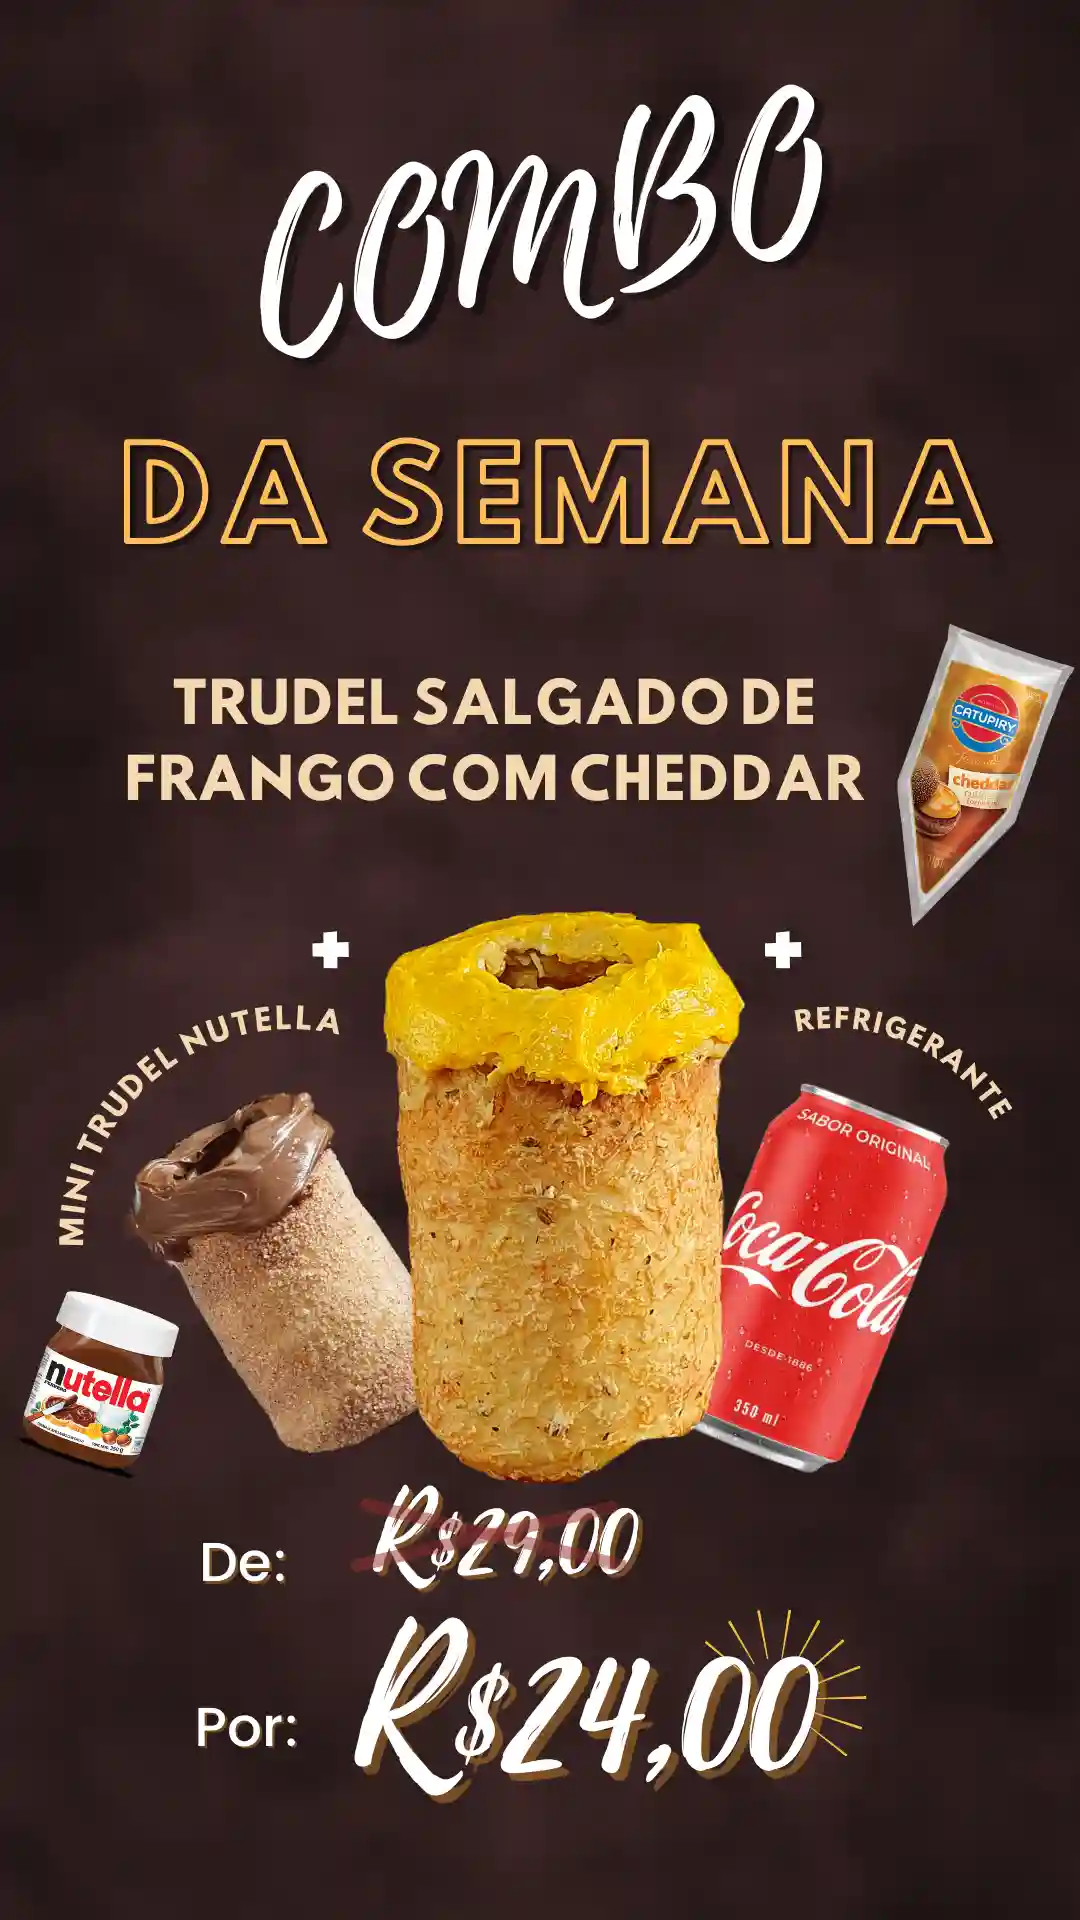 COMBO
DA SEMANA
TRUDEL SALGADO DE
FRANGO COM CHEDDAR
CATUPIRY
cheddar
+
+
MINI TRUDEL NUTELLA
REFRIGERANTE
SABOR ORIGINAL
Coca-Cola
DESDE 1886
350 ml
nutella
De: R$29,00
Por: R$24,00